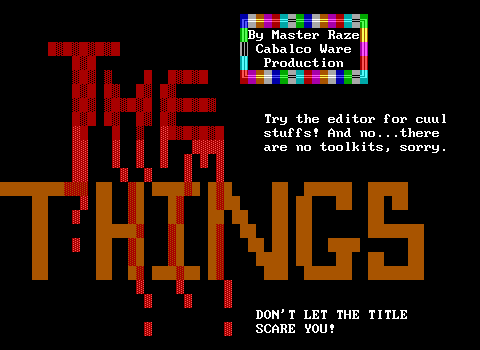 THE
By Master Raze
Cabalco Ware
Production
Try the editor for cuul
stuffs! And no...there
are no toolkits, sorry.
THINGS
DON'T LET THE TITLE
SCARE YOU!